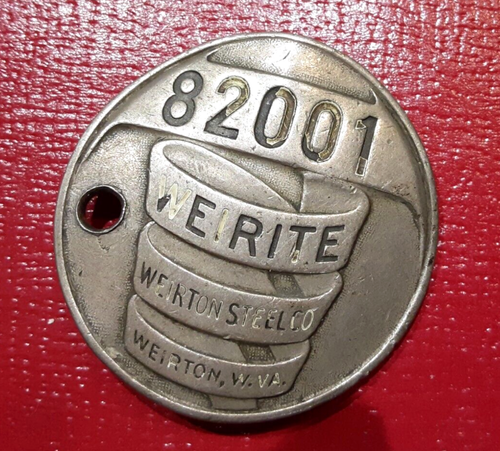 82001
WEIRITE
WEIRTON STEEL CO
WEIRTON, W. VA.